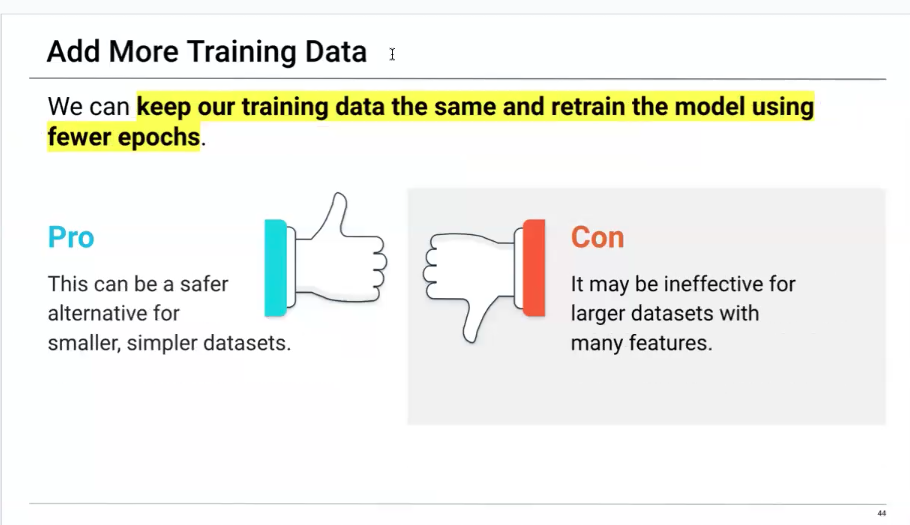 Add More Training Data
We can keep our training data the same and retrain the model using
fewer epochs.
Pro
This can be a safer
alternative for
smaller, simpler datasets.
Con
It may be ineffective for
larger datasets with
many features.
44